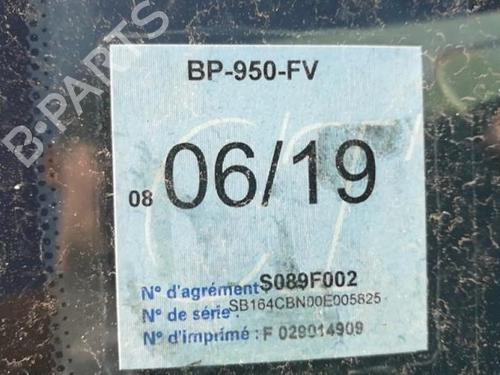 B-PARTS
BP-950-FV
08 06/19
N° d'agrément S089F002
N° de série : SB164CBN00E005825
N° d'imprimé : F 029014909